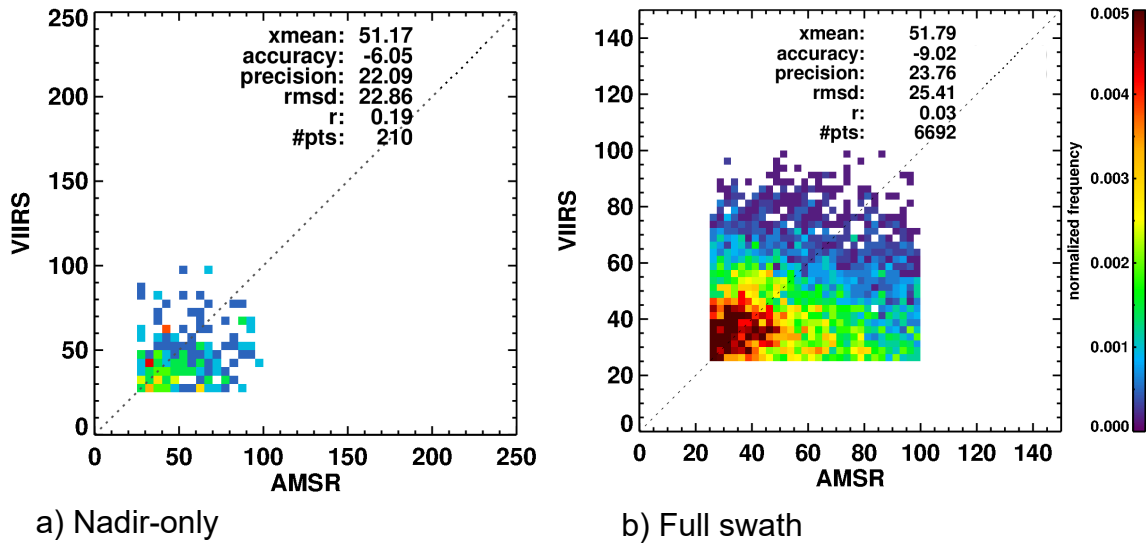 250
200
150
100
50
0
VIIRS
xmean: 51.17
accuracy: -6.05
precision: 22.09
rmsd: 22.86
r: 0.19
#pts: 210
0 50 100 150 200 250
AMSR
a) Nadir-only
140
120
100
80
60
40
20
0
VIIRS
xmean: 51.79
accuracy: -9.02
precision: 23.76
rmsd: 25.41
r: 0.03
#pts: 6692
0 20 40 60 80 100 120 140
AMSR
b) Full swath
0.005
0.004
0.003
0.002
0.001
0.000
normalized frequency